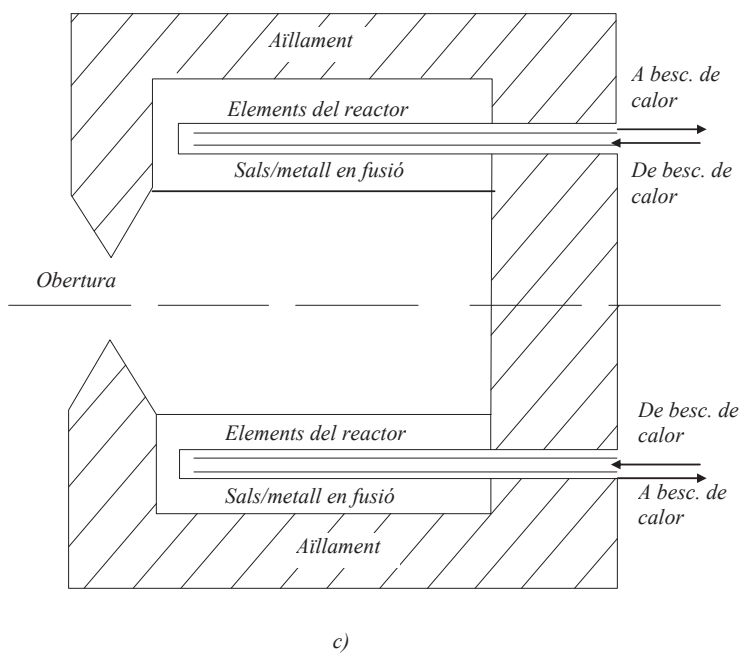 Aïllament
A besc. de
calor
Elements del reactor
Sals/metall en fusió
De besc. de
calor
Obertura
De besc. de
calor
Elements del reactor
Sals/metall en fusió
A besc. de
calor
Aïllament
c)